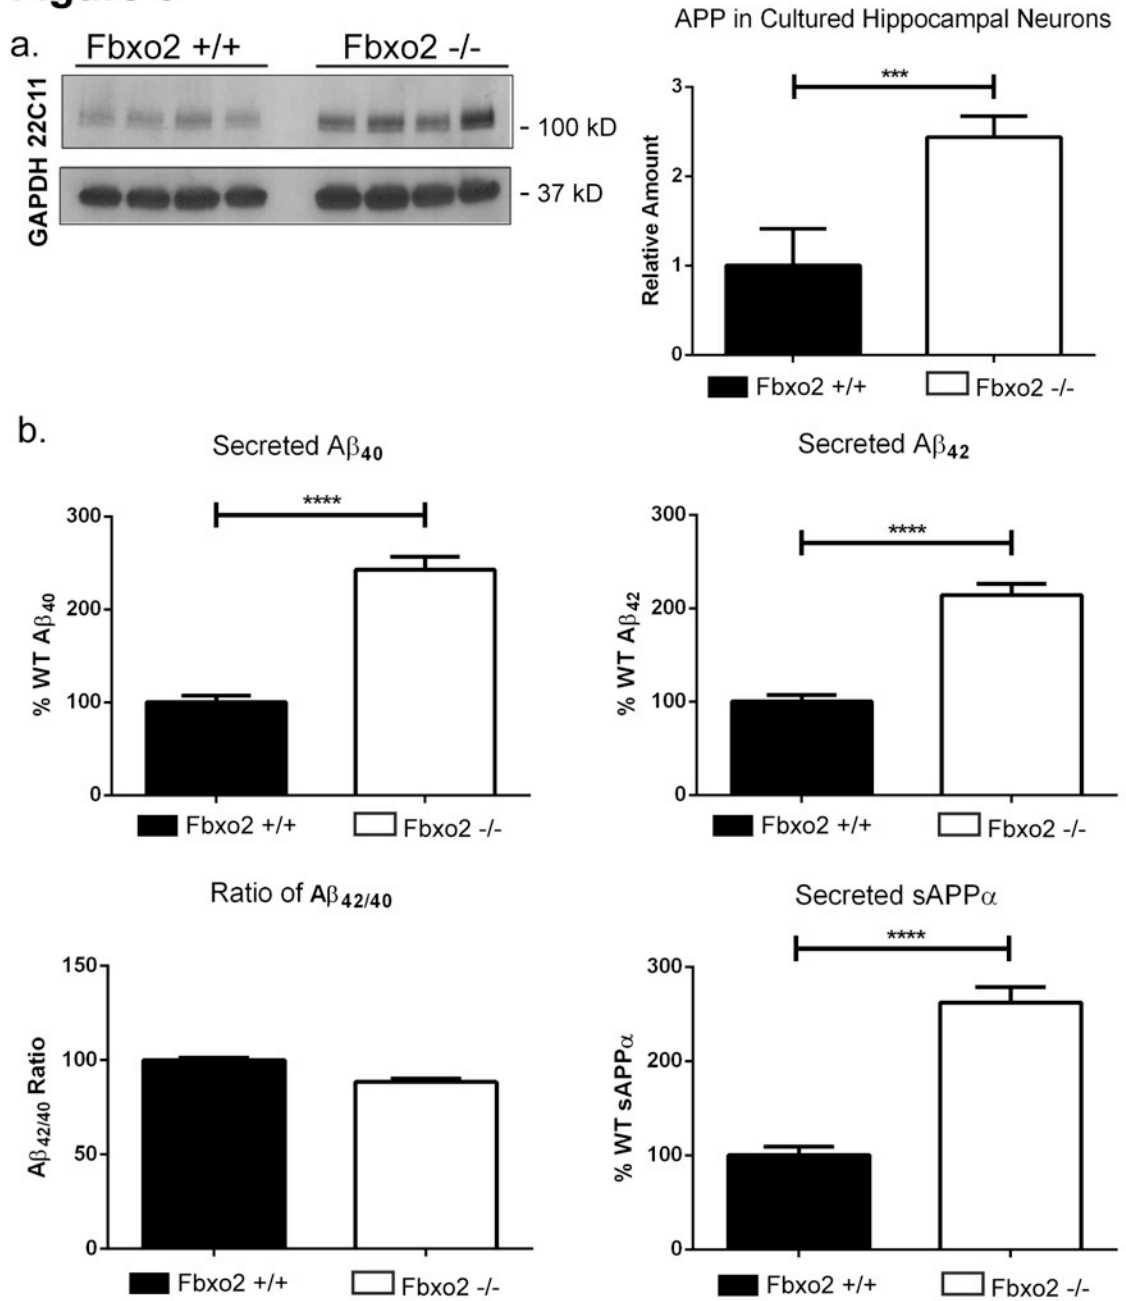 a.
Fbxo2 +/+ Fbxo2 -/-
22C11
- 100 kD
GAPDH
- 37 kD
APP in Cultured Hippocampal Neurons
***
Relative Amount
3
2
1
0
Fbxo2 +/+ Fbxo2 -/-
b.
Secreted Aβ40
****
% WT Aβ40
300
200
100
0
Fbxo2 +/+ Fbxo2 -/-
Secreted Aβ42
****
% WT Aβ42
300
200
100
0
Fbxo2 +/+ Fbxo2 -/-
Ratio of Aβ42/40
Aβ42/40 Ratio
150
100
50
0
Fbxo2 +/+ Fbxo2 -/-
Secreted sAPPα
****
% WT sAPPα
300
200
100
0
Fbxo2 +/+ Fbxo2 -/-